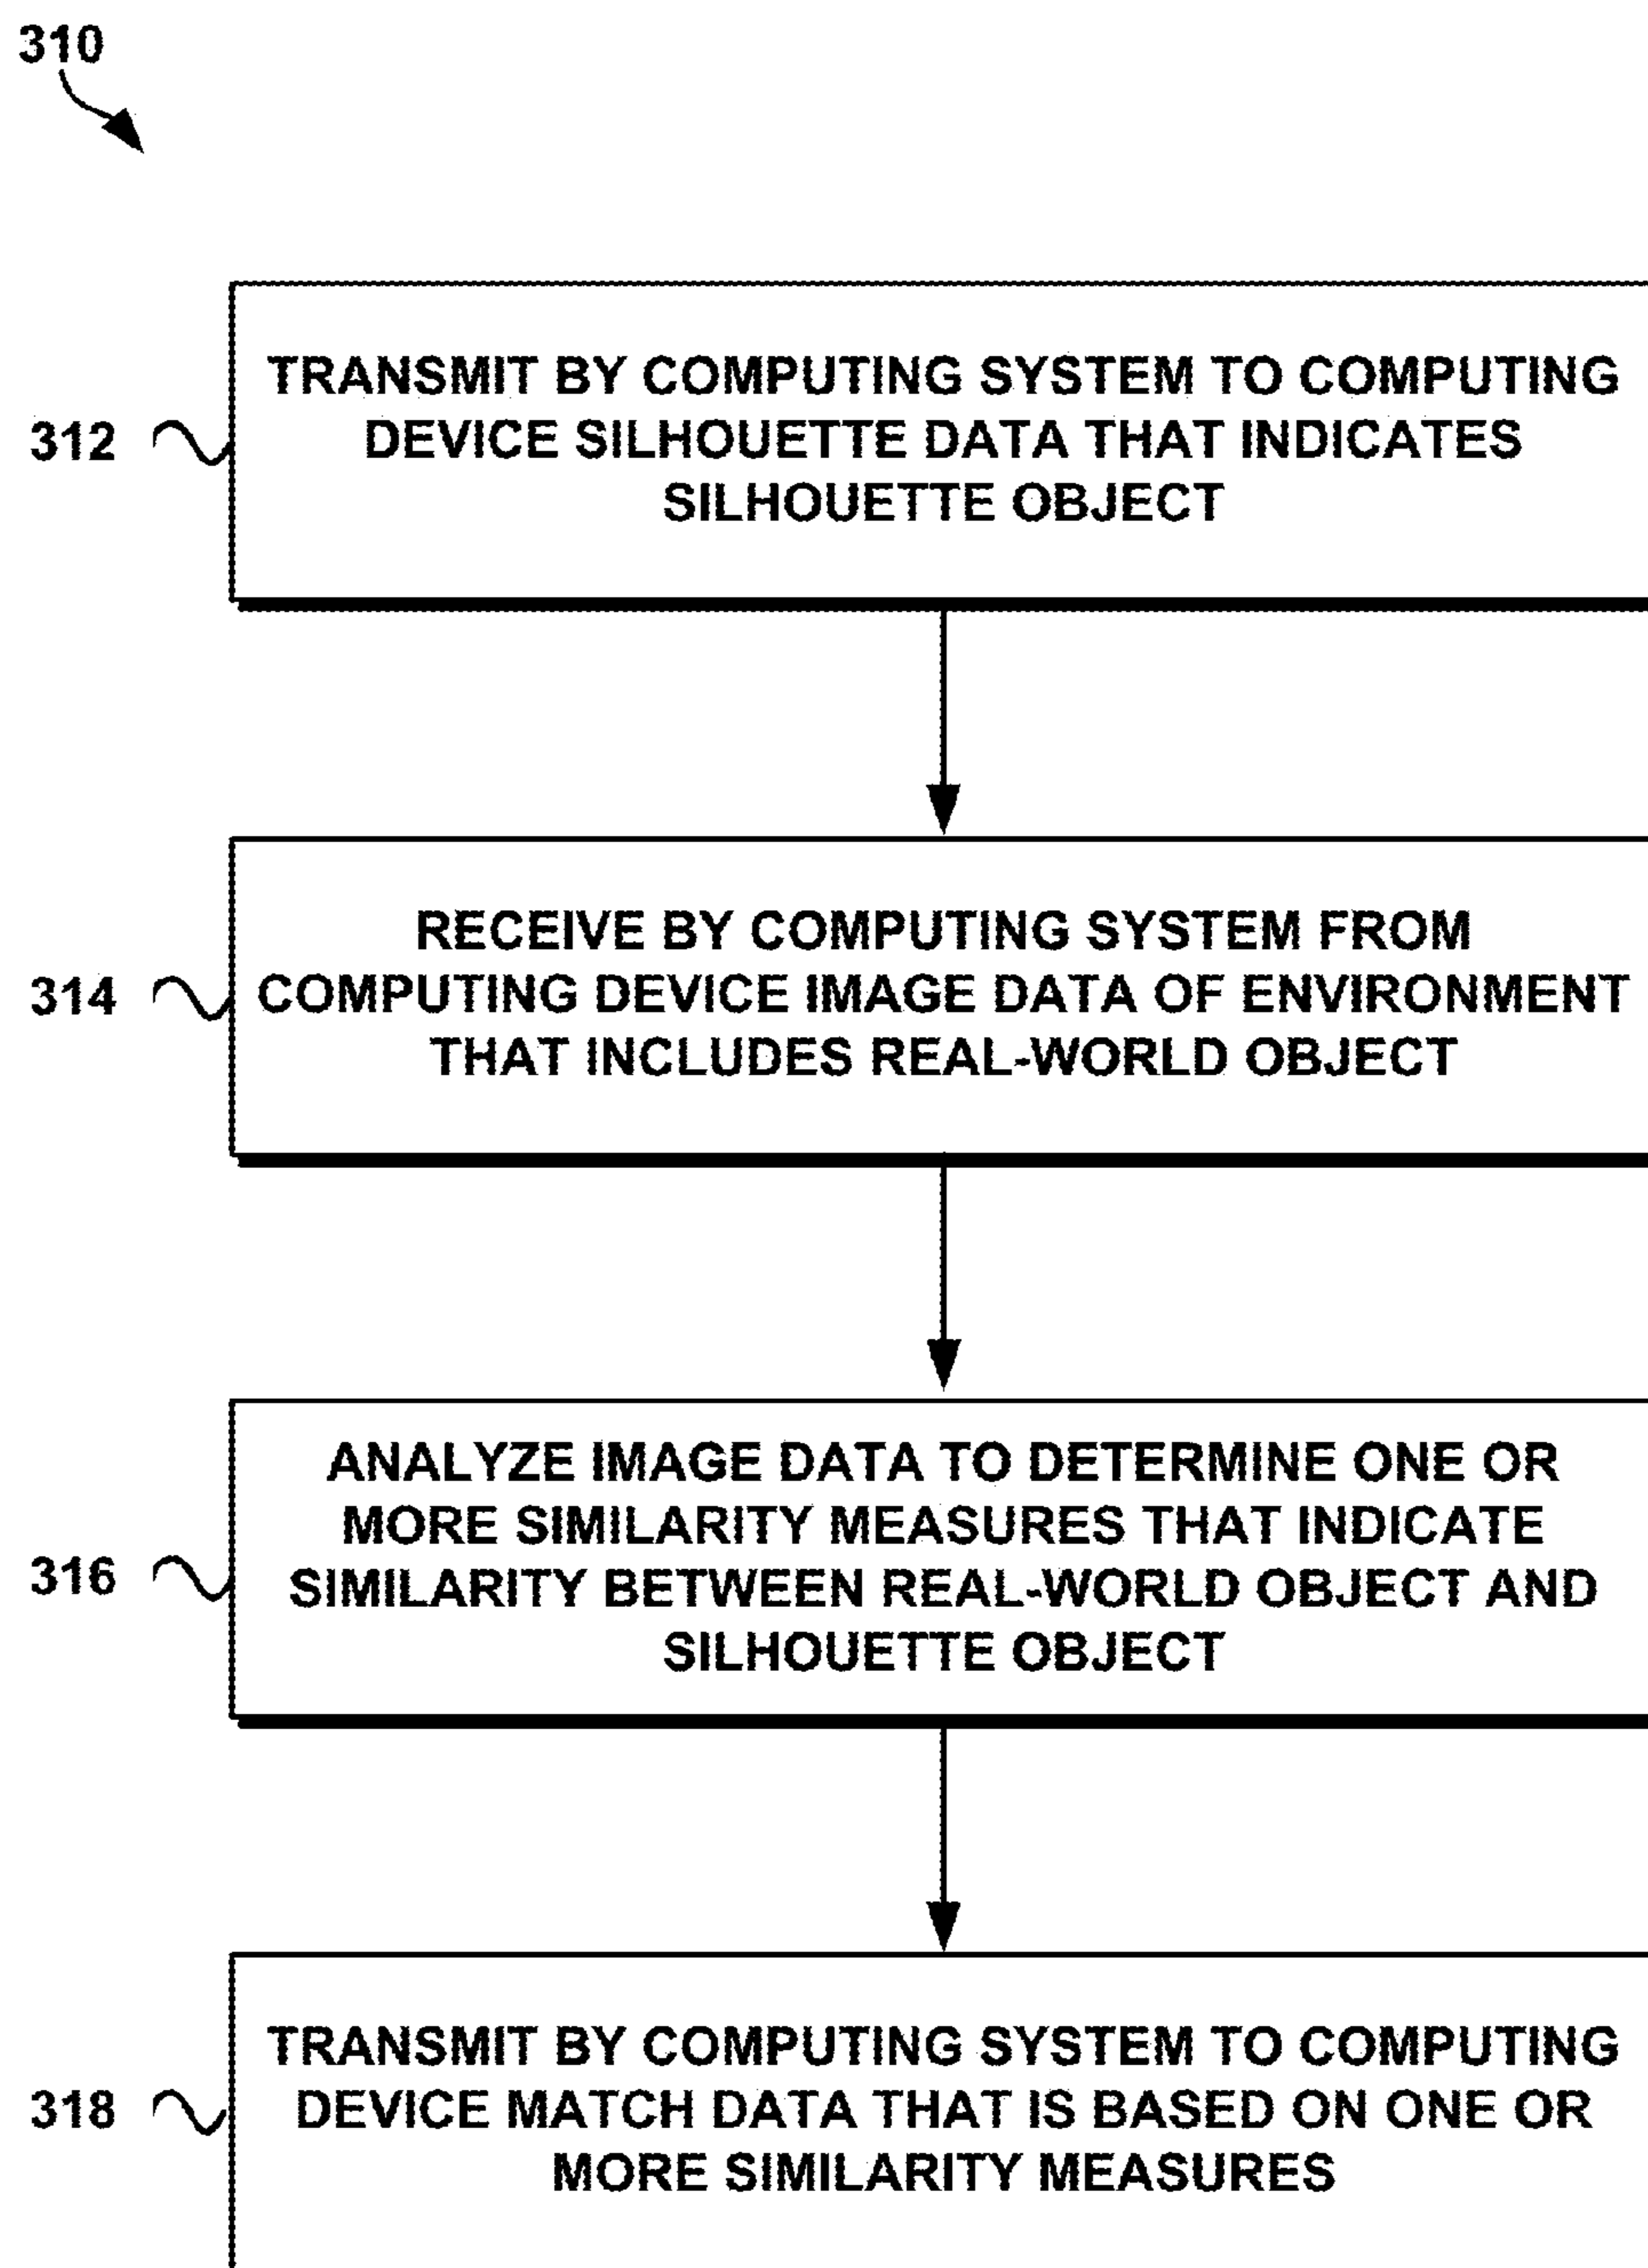 310
TRANSMIT BY COMPUTING SYSTEM TO COMPUTING
312
DEVICE SILHOUETTE DATA THAT INDICATES
SILHOUETTE OBJECT
RECEIVE BY COMPUTING SYSTEM FROM
314
COMPUTING DEVICE IMAGE DATA OF ENVIRONMENT
THAT INCLUDES REAL-WORLD OBJECT
ANALYZE IMAGE DATA TO DETERMINE ONE OR
MORE SIMILARITY MEASURES THAT INDICATE
316
SIMILARITY BETWEEN REAL-WORLD OBJECT AND
SILHOUETTE OBJECT
TRANSMIT BY COMPUTING SYSTEM TO COMPUTING
318
DEVICE MATCH DATA THAT IS BASED ON ONE OR
MORE SIMILARITY MEASURES